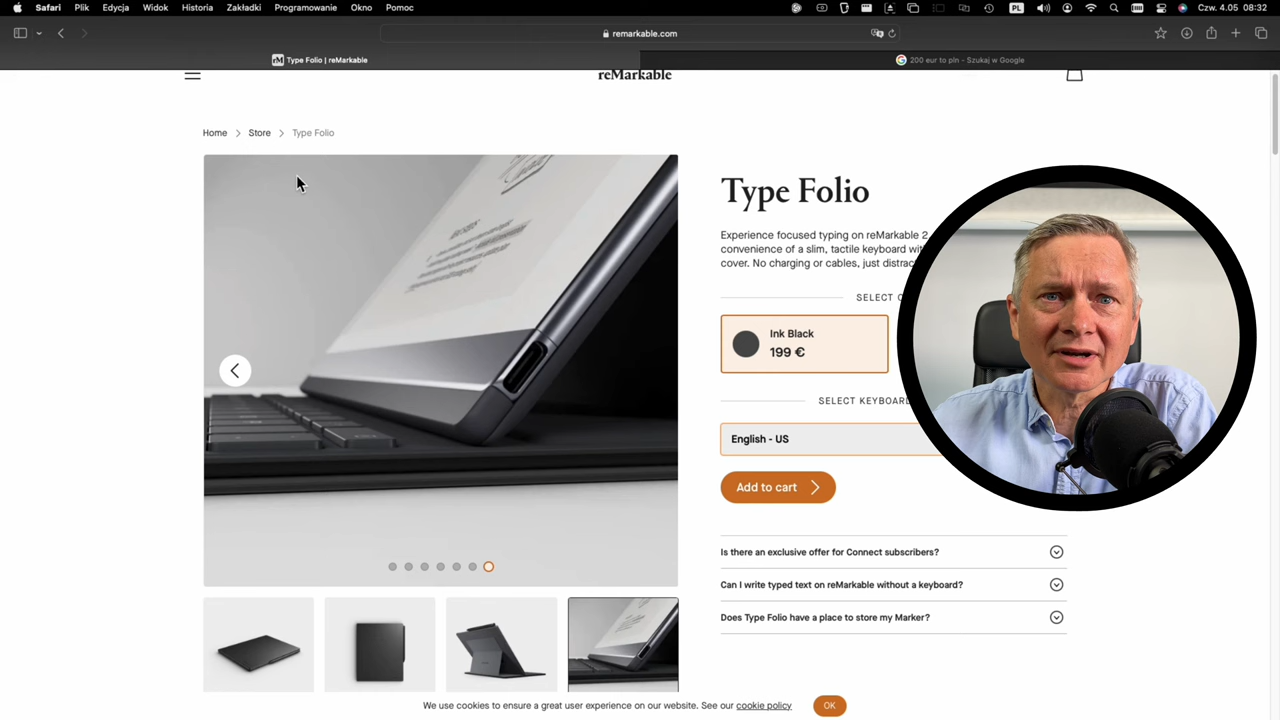 Safari Plik Edycja Widok Historia Zakładki Programowanie Okno Pomoc PL Czw. 4.05 08:32
remarkable.com
rM Type Folio | reMarkable
200 eur to pln - Szukaj w Google
reMarkable
Home Store Type Folio
Type Folio
Experience focused typing on reMarkable 2
convenience of a slim, tactile keyboard
cover. No charging or cables, just
SELECT
Ink Black
199 €
SELECT KEYBOARD
English - US
Add to cart
Is there an exclusive offer for Connect subscribers?
Can I write typed text on reMarkable without a keyboard?
Does Type Folio have a place to store my Marker?
We use cookies to ensure a great user experience on our website. See our cookie policy OK